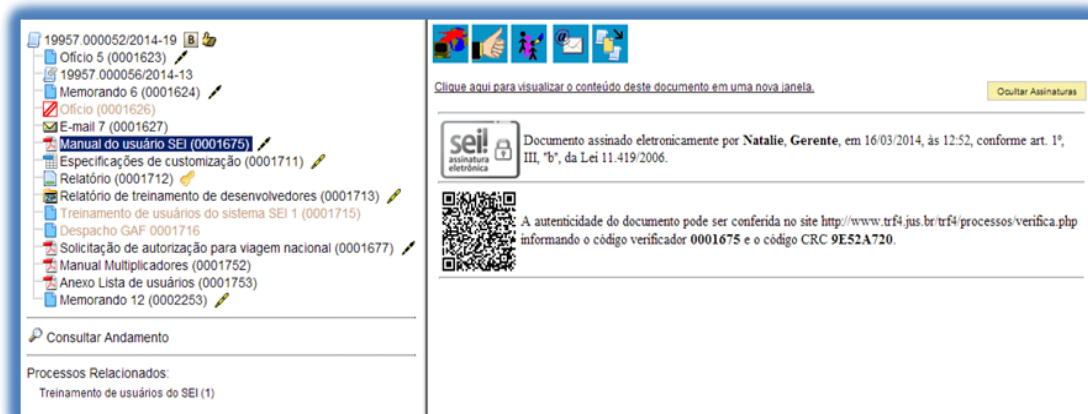 19957.000052/2014-19 B
Ofício 5 (0001623)
19957.000056/2014-13
Memorando 6 (0001624)
Ofício (0001626)
E-mail 7 (0001627)
Manual do usuário SEI (0001675)
Especificações de customização (0001711)
Relatório (0001712)
Relatório de treinamento de desenvolvedores (0001713)
Treinamento de usuários do sistema SEI 1 (0001715)
Despacho GAF 0001716
Solicitação de autorização para viagem nacional (0001677)
Manual Multiplicadores (0001752)
Anexo Lista de usuários (0001753)
Memorando 12 (0002253)
Consultar Andamento
Processos Relacionados:
Treinamento de usuários do SEI (1)
Clique aqui para visualizar o conteúdo deste documento em uma nova janela.
Ocultar Assinaturas
sei!
assinatura
eletrônica
Documento assinado eletronicamente por Natalie, Gerente, em 16/03/2014, às 12:52, conforme art. 1º,
III, "b", da Lei 11.419/2006.
A autenticidade do documento pode ser conferida no site http://www.trf4.jus.br/trf4/processos/verifica.php
informando o código verificador 0001675 e o código CRC 9E52A720.